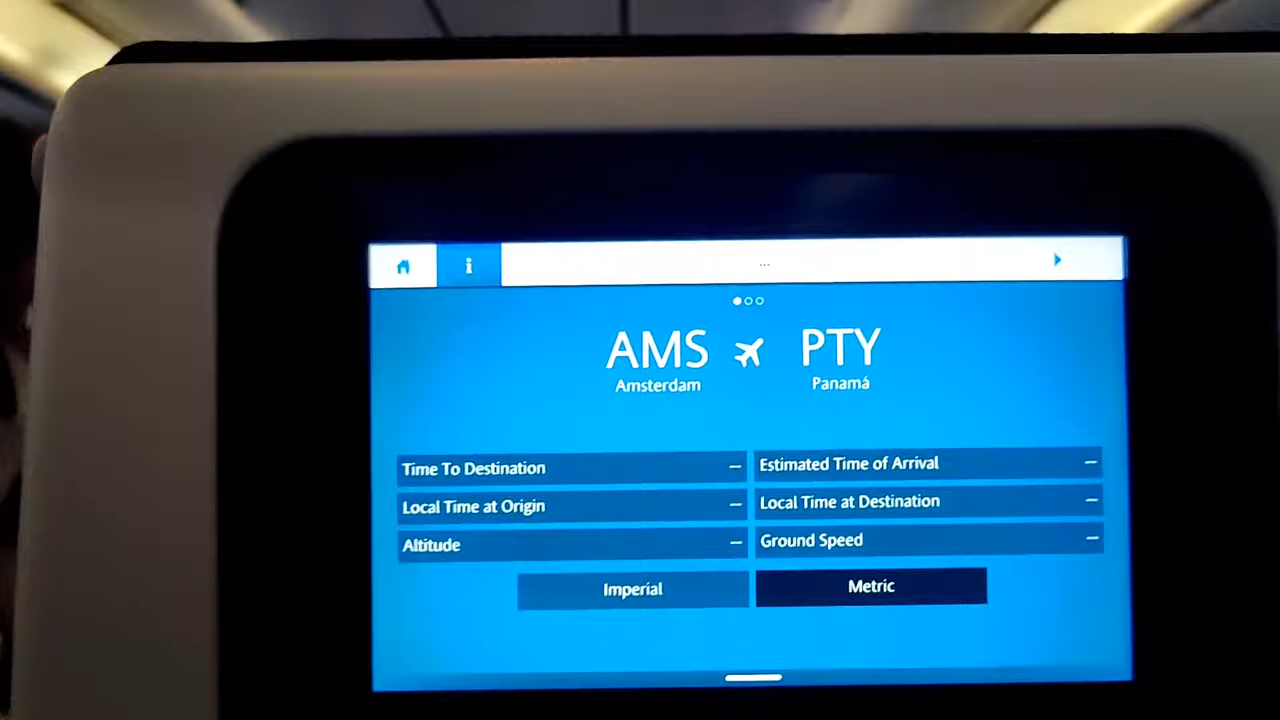 i
...
AMS PTY
Amsterdam Panamá
Time To Destination –
Estimated Time of Arrival –
Local Time at Origin –
Local Time at Destination –
Altitude –
Ground Speed –
Imperial Metric